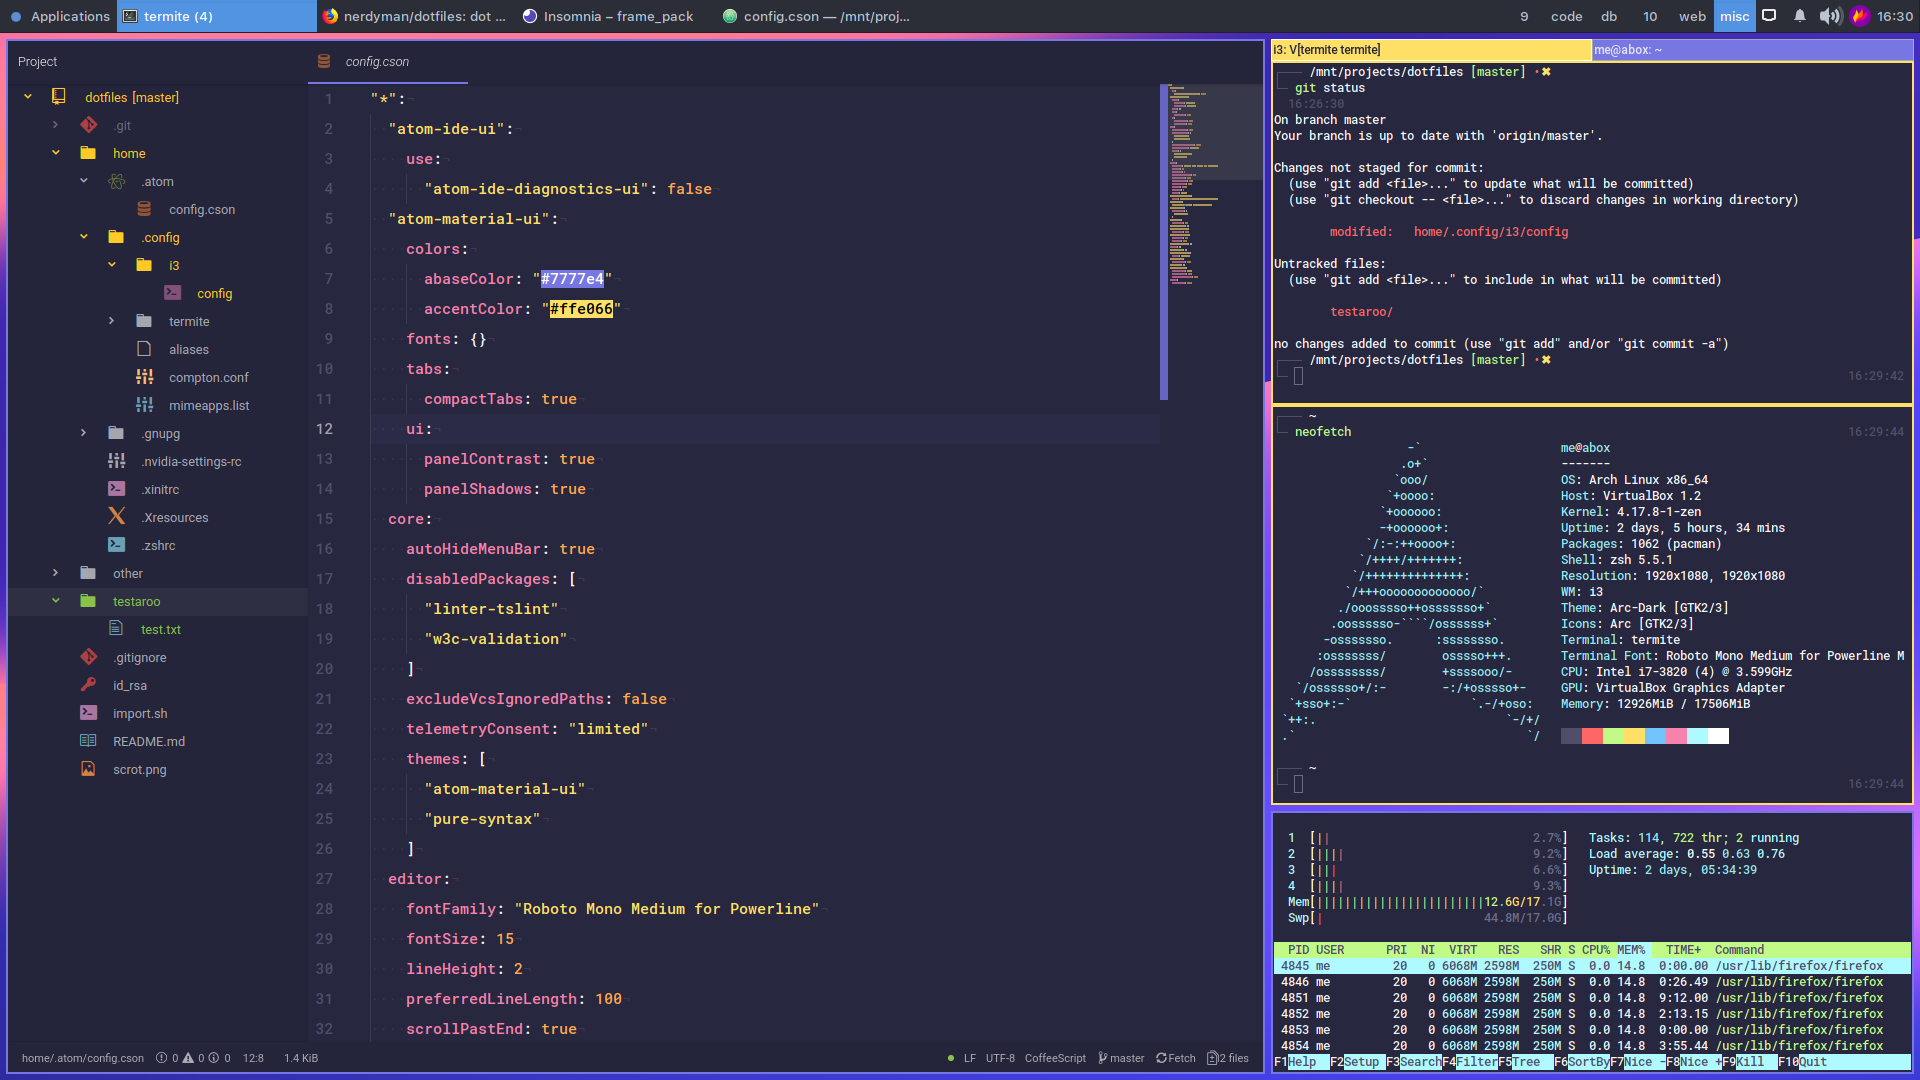 Applications
termite (4)
nerdyman/dotfiles: dot ...
Insomnia – frame_pack
config.cson — /mnt/proj...
9 code db 10 web misc 16:30
Project
dotfiles [master]
.git
home
.atom
config.cson
.config
i3
config
termite
aliases
compton.conf
mimeapps.list
.gnupg
.nvidia-settings-rc
.xinitrc
.Xresources
.zshrc
other
testaroo
test.txt
.gitignore
id_rsa
import.sh
README.md
scrot.png
config.cson
1 "*":
2 "atom-ide-ui":
3 use:
4 "atom-ide-diagnostics-ui": false
5 "atom-material-ui":
6 colors:
7 abaseColor: "#7777e4"
8 accentColor: "#ffe066"
9 fonts: {}
10 tabs:
11 compactTabs: true
12 ui:
13 panelContrast: true
14 panelShadows: true
15 core:
16 autoHideMenuBar: true
17 disabledPackages: [
18 "linter-tslint"
19 "w3c-validation"
20 ]
21 excludeVcsIgnoredPaths: false
22 telemetryConsent: "limited"
23 themes: [
24 "atom-material-ui"
25 "pure-syntax"
26 ]
27 editor:
28 fontFamily: "Roboto Mono Medium for Powerline"
29 fontSize: 15
30 lineHeight: 2
31 preferredLineLength: 100
32 scrollPastEnd: true
home/.atom/config.cson 0 0 0 12:8 1.4 KiB
LF UTF-8 CoffeeScript master Fetch 2 files
i3: V[termite termite]
me@abox: ~
/mnt/projects/dotfiles [master] ·✖
git status
16:26:30
On branch master
Your branch is up to date with 'origin/master'.
Changes not staged for commit:
(use "git add <file>..." to update what will be committed)
(use "git checkout -- <file>..." to discard changes in working directory)
modified: home/.config/i3/config
Untracked files:
(use "git add <file>..." to include in what will be committed)
testaroo/
no changes added to commit (use "git add" and/or "git commit -a")
/mnt/projects/dotfiles [master] ·✖
16:29:42
~
neofetch
16:29:44
-`
.o+`
`ooo/
`+oooo:
`+oooooo:
-+oooooo+:
`/:-:++oooo+:
`/++++/+++++++:
`/++++++++++++++:
`/+++ooooooooooooo/`
./ooosssso++osssssso+`
.oossssso-````/ossssss+`
-osssssso. :ssssssso.
:osssssss/ osssso+++.
/ossssssss/ +ssssooo/-
`/ossssso+/:- -:/+osssso+-
`+sso+:-` `.-/+oso:
`++:. `-/+/
.` `/
me@abox
-------
OS: Arch Linux x86_64
Host: VirtualBox 1.2
Kernel: 4.17.8-1-zen
Uptime: 2 days, 5 hours, 34 mins
Packages: 1062 (pacman)
Shell: zsh 5.5.1
Resolution: 1920x1080, 1920x1080
WM: i3
Theme: Arc-Dark [GTK2/3]
Icons: Arc [GTK2/3]
Terminal: termite
Terminal Font: Roboto Mono Medium for Powerline M
CPU: Intel i7-3820 (4) @ 3.599GHz
GPU: VirtualBox Graphics Adapter
Memory: 12926MiB / 17506MiB
~
16:29:44
1 [|| 2.7%]
2 [|||| 9.2%]
3 [||| 6.6%]
4 [|||| 9.3%]
Mem[||||||||||||||||||||||||12.6G/17.1G]
Swp[| 44.8M/17.0G]
Tasks: 114, 722 thr; 2 running
Load average: 0.55 0.63 0.76
Uptime: 2 days, 05:34:39
PID USER PRI NI VIRT RES SHR S CPU% MEM% TIME+ Command
4845 me 20 0 6068M 2598M 250M S 0.0 14.8 0:00.00 /usr/lib/firefox/firefox
4846 me 20 0 6068M 2598M 250M S 0.0 14.8 0:26.49 /usr/lib/firefox/firefox
4851 me 20 0 6068M 2598M 250M S 0.0 14.8 9:12.00 /usr/lib/firefox/firefox
4852 me 20 0 6068M 2598M 250M S 0.0 14.8 2:13.15 /usr/lib/firefox/firefox
4853 me 20 0 6068M 2598M 250M S 0.0 14.8 0:00.00 /usr/lib/firefox/firefox
4854 me 20 0 6068M 2598M 250M S 0.0 14.8 3:55.44 /usr/lib/firefox/firefox
F1Help F2Setup F3SearchF4FilterF5Tree F6SortByF7Nice -F8Nice +F9Kill F10Quit